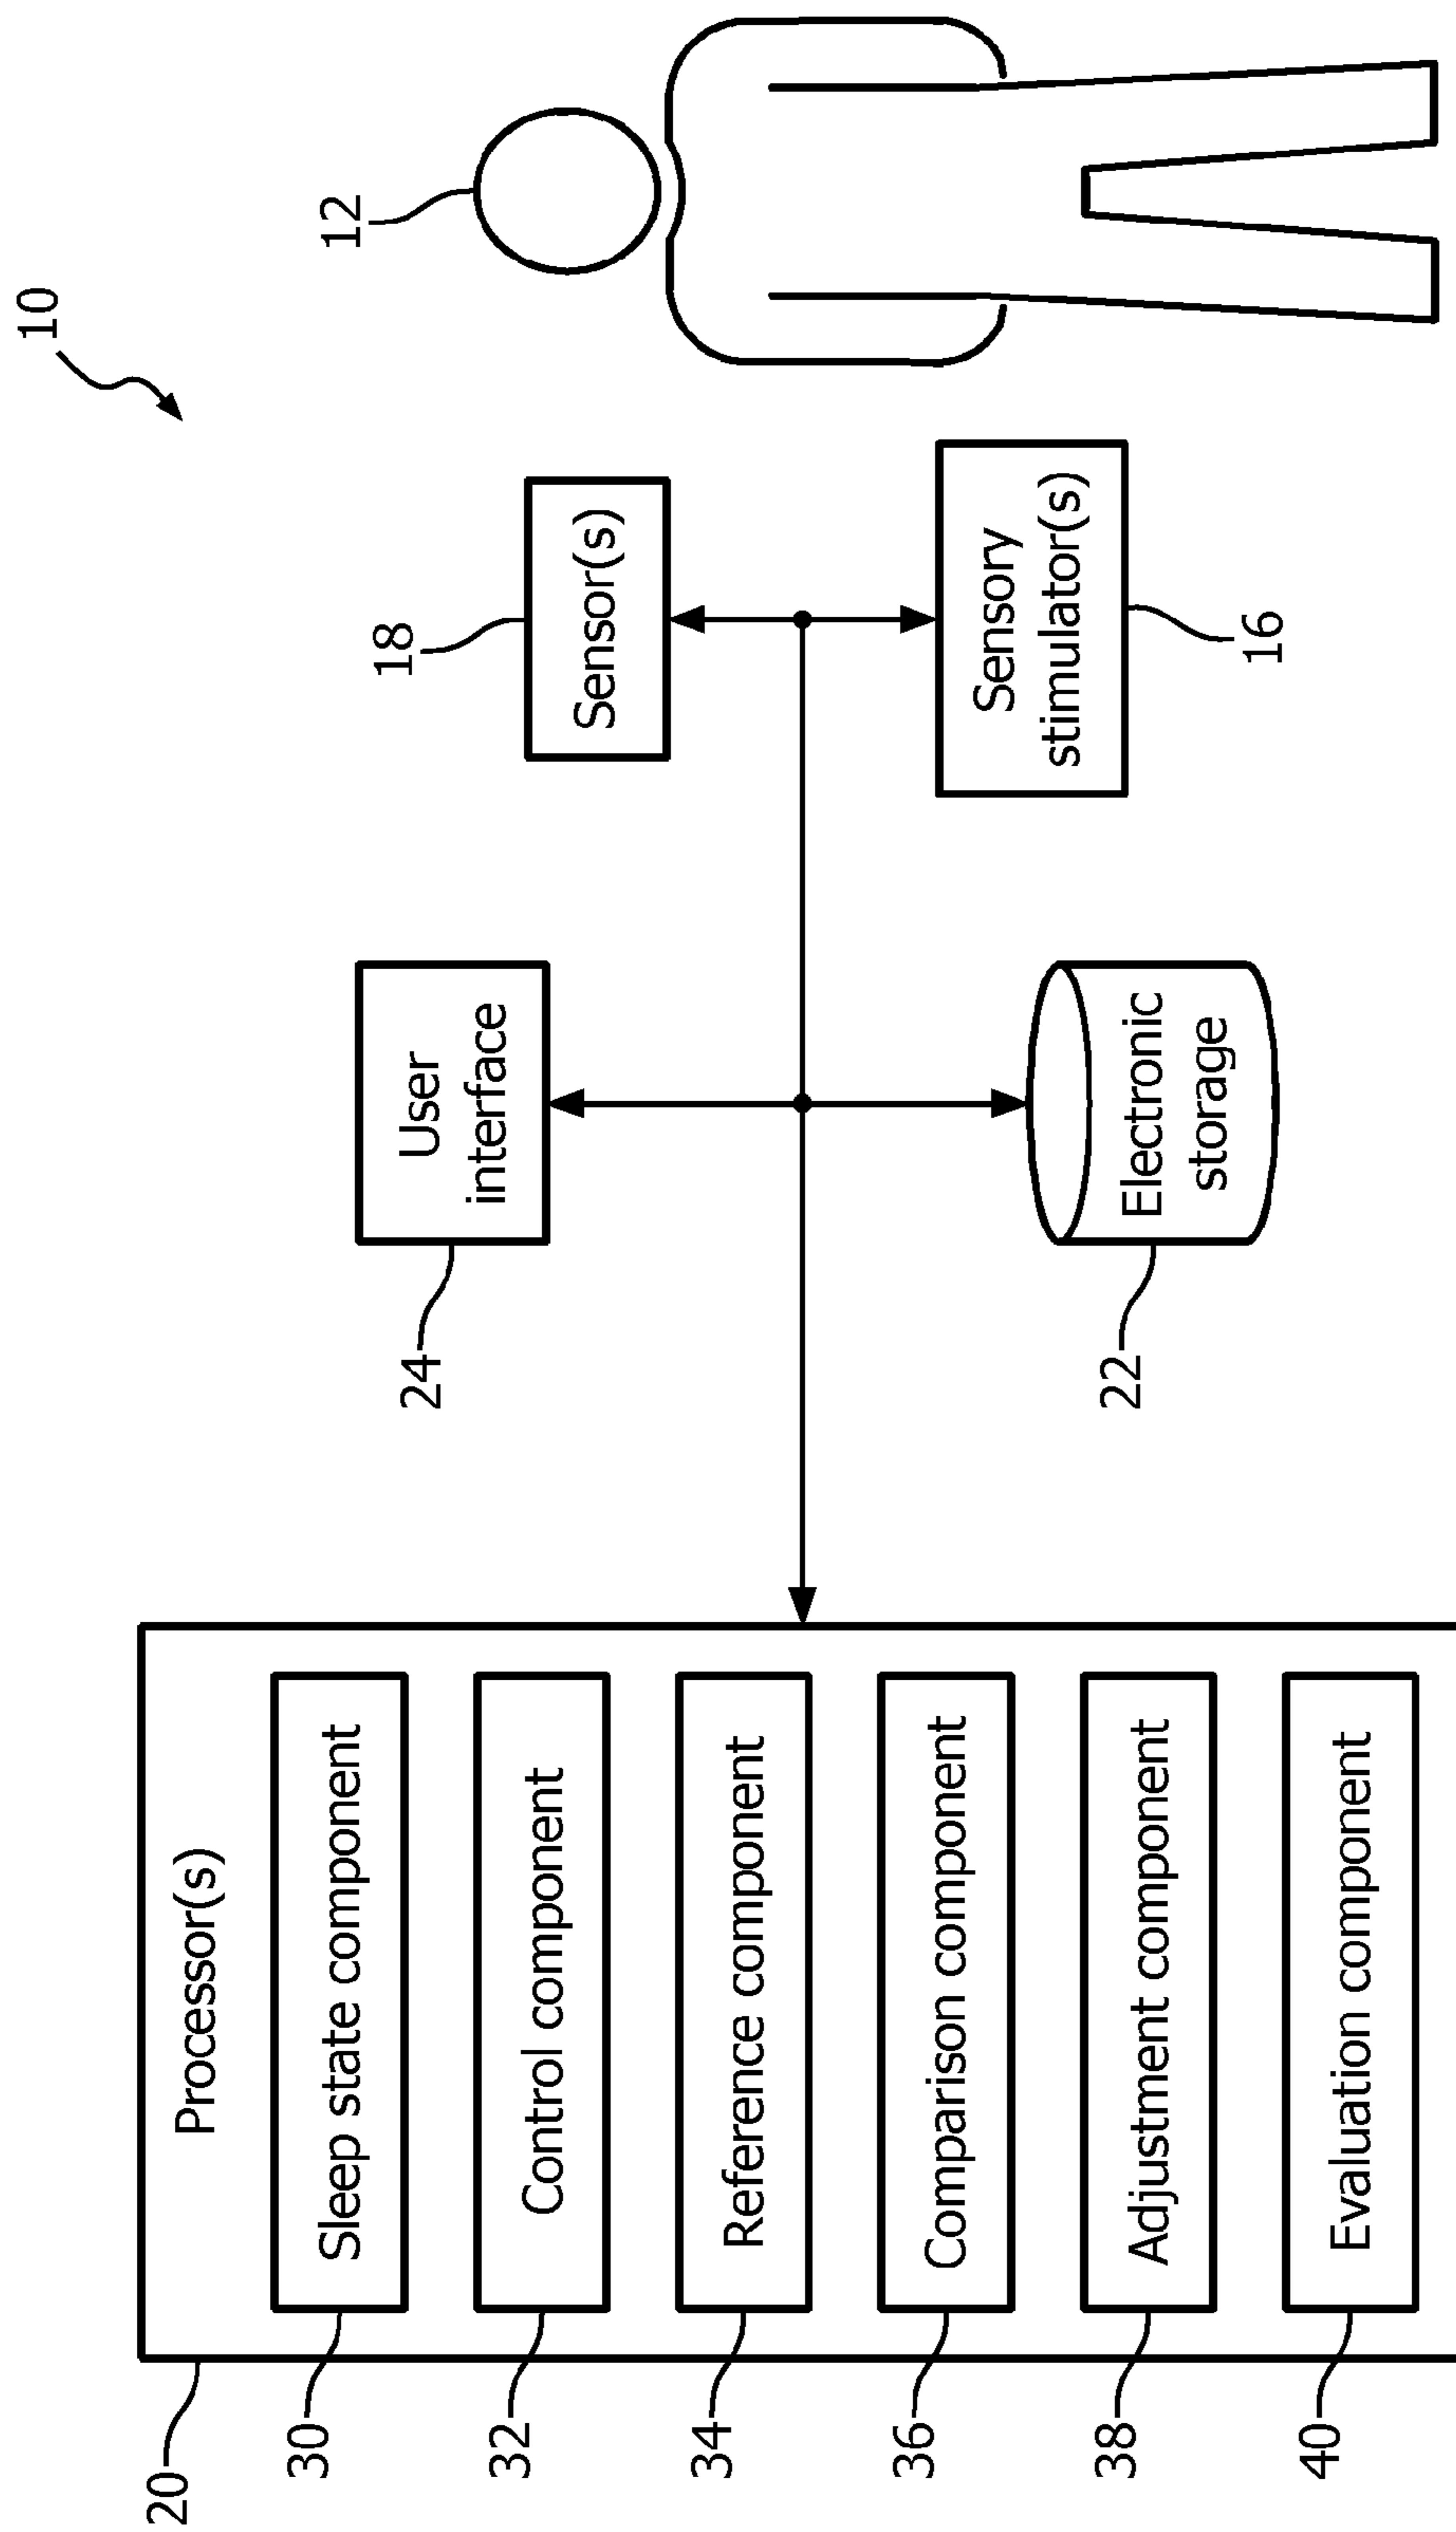 10
12
18
Sensor(s)
Sensory
stimulator(s)
16
User
interface
24
Electronic
storage
22
Processor(s)
20
Sleep state component
30
Control component
32
Reference component
34
Comparison component
36
Adjustment component
38
Evaluation component
40